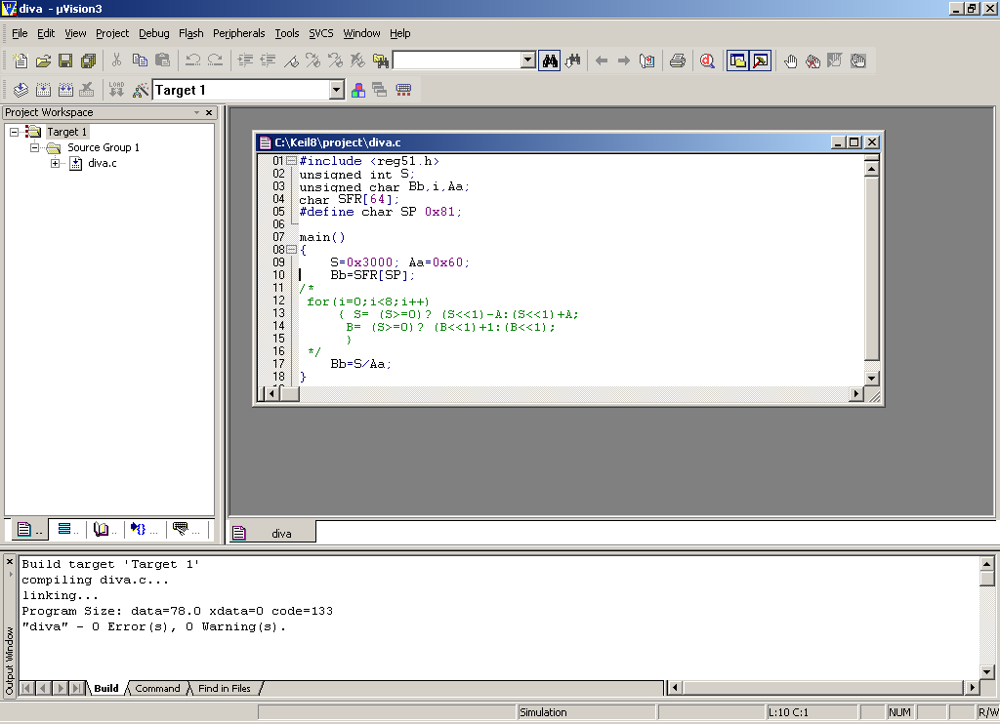 diva - µVision3
File Edit View Project Debug Flash Peripherals Tools SVCS Window Help
LOAD Target 1
Project Workspace
Target 1
Source Group 1
diva.c
C:\Keil8\project\diva.c
01 #include <reg51.h>
02 unsigned int S;
03 unsigned char Bb,i,Aa;
04 char SFR[64];
05 #define char SP 0x81;
06
07 main()
08 {
09 S=0x3000; Aa=0x60;
10 Bb=SFR[SP];
11 /*
12 for(i=0;i<8;i++)
13 { S= (S>=0)? (S<<1)-A:(S<<1)+A;
14 B= (S>=0)? (B<<1)+1:(B<<1);
15 }
16 */
17 Bb=S/Aa;
18 }
diva
Build target 'Target 1'
compiling diva.c...
linking...
Program Size: data=78.0 xdata=0 code=133
"diva" - 0 Error(s), 0 Warning(s).
Output Window
Build Command Find in Files
Simulation L:10 C:1 NUM R/W